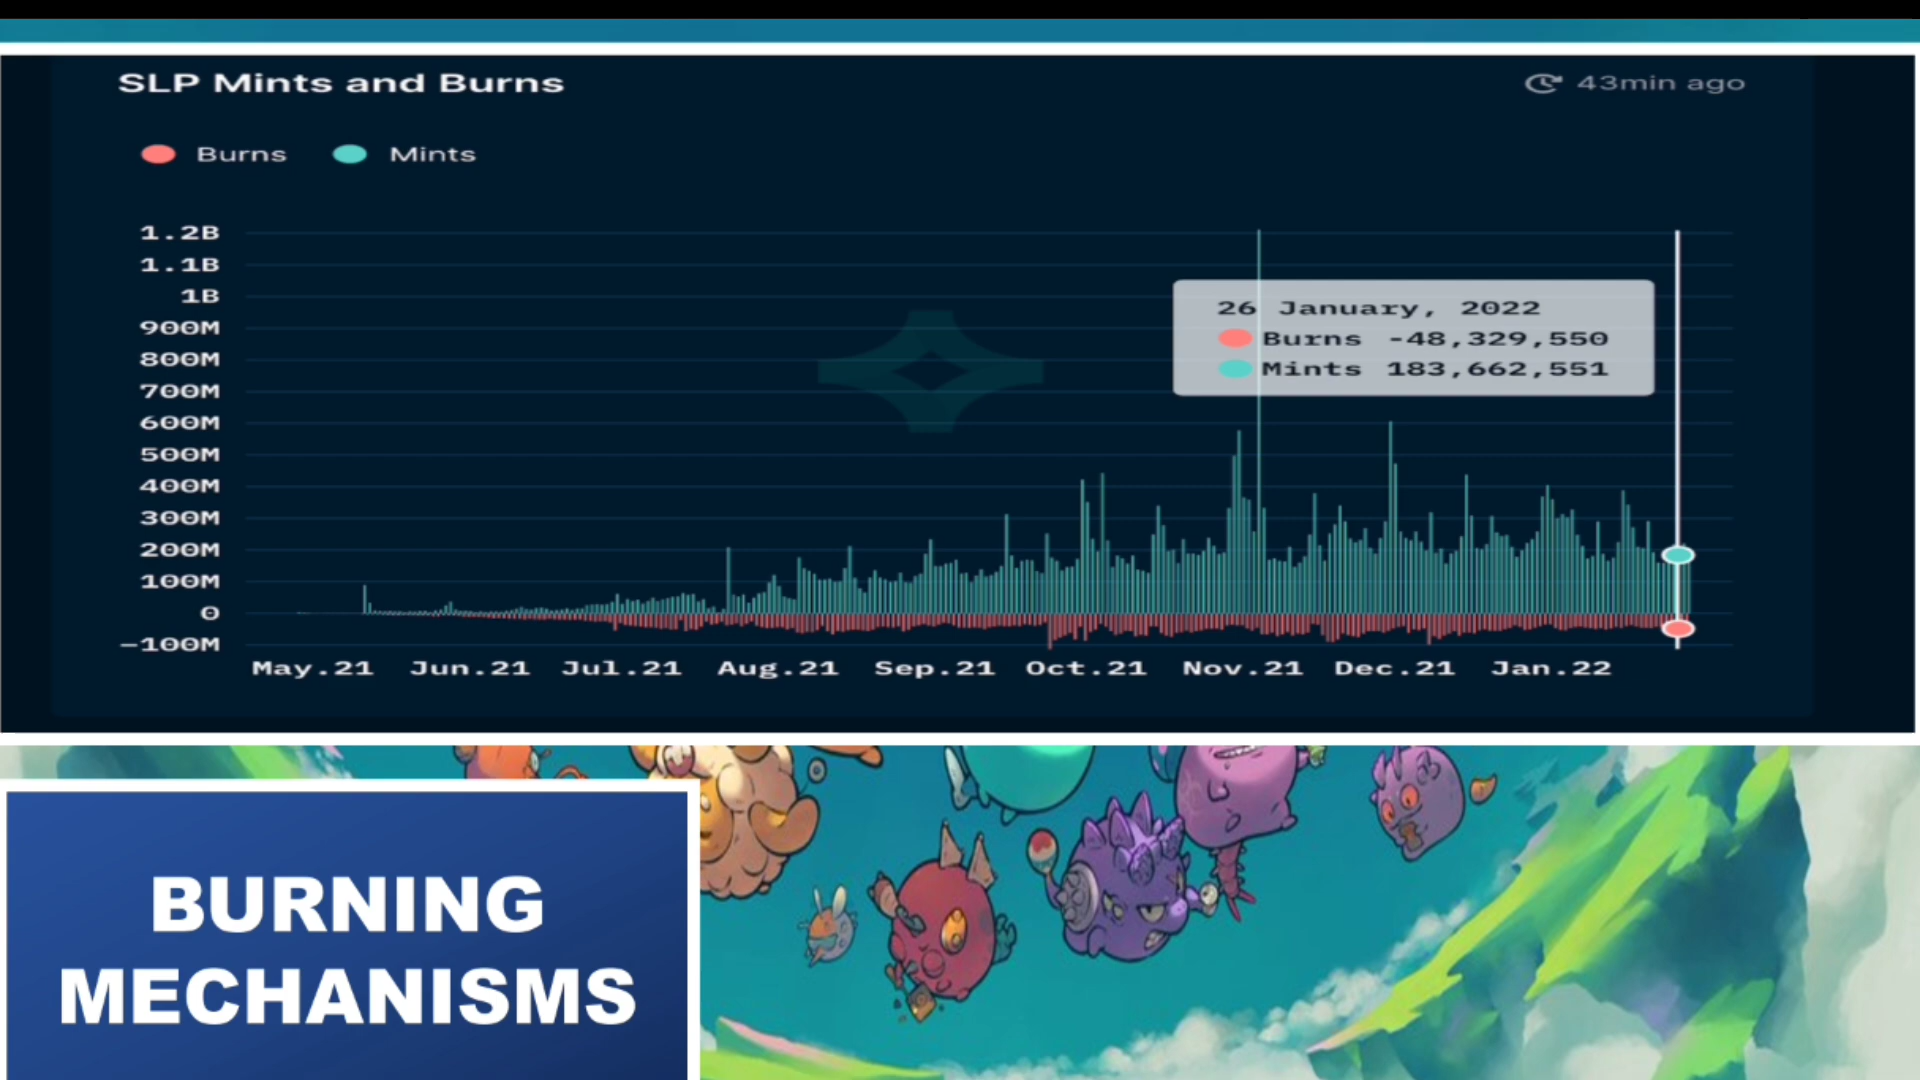 SLP Mints and Burns
43min ago
Burns
Mints
1.2B
1.1B
1B
900M
800M
700M
600M
500M
400M
300M
200M
100M
0
−100M
26 January, 2022
Burns -48,329,550
Mints 183,662,551
May.21 Jun.21 Jul.21 Aug.21 Sep.21 Oct.21 Nov.21 Dec.21 Jan.22
BURNING
MECHANISMS